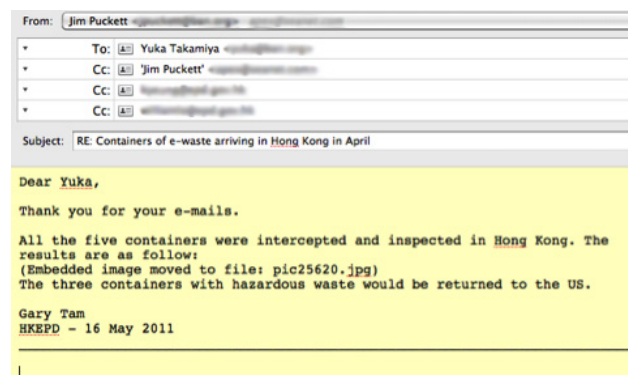 From: Jim Puckett
To: Yuka Takamiya
Cc: 'Jim Puckett'
Cc:
Cc:
Subject: RE: Containers of e-waste arriving in Hong Kong in April
Dear Yuka,
Thank you for your e-mails.
All the five containers were intercepted and inspected in Hong Kong. The
results are as follow:
(Embedded image moved to file: pic25620.jpg)
The three containers with hazardous waste would be returned to the US.
Gary Tam
HKEPD - 16 May 2011